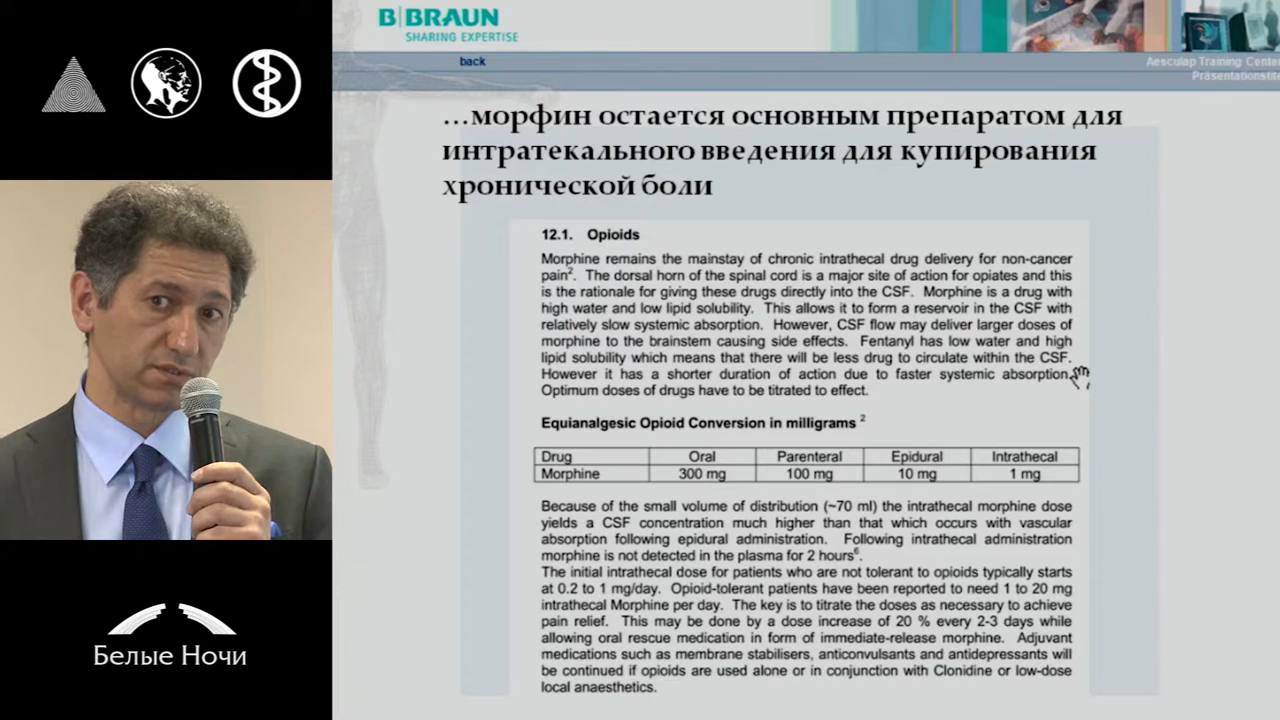 B|BRAUN
SHARING EXPERTISE
back
Aesculap Training Cente
Präsentationstite
...морфин остается основным препаратом для
интратекального введения для купирования
хронической боли
12.1. Opioids
Morphine remains the mainstay of chronic intrathecal drug delivery for non-cancer
pain2. The dorsal horn of the spinal cord is a major site of action for opiates and this
is the rationale for giving these drugs directly into the CSF. Morphine is a drug with
high water and low lipid solubility. This allows it to form a reservoir in the CSF with
relatively slow systemic absorption. However, CSF flow may deliver larger doses of
morphine to the brainstem causing side effects. Fentanyl has low water and high
lipid solubility which means that there will be less drug to circulate within the CSF.
However it has a shorter duration of action due to faster systemic absorption.
Optimum doses of drugs have to be titrated to effect.
Equianalgesic Opioid Conversion in milligrams 2
Drug Oral Parenteral Epidural Intrathecal
Morphine 300 mg 100 mg 10 mg 1 mg
Because of the small volume of distribution (~70 ml) the intrathecal morphine dose
yields a CSF concentration much higher than that which occurs with vascular
absorption following epidural administration. Following intrathecal administration
morphine is not detected in the plasma for 2 hours6.
The initial intrathecal dose for patients who are not tolerant to opioids typically starts
at 0.2 to 1 mg/day. Opioid-tolerant patients have been reported to need 1 to 20 mg
intrathecal Morphine per day. The key is to titrate the doses as necessary to achieve
pain relief. This may be done by a dose increase of 20 % every 2-3 days while
allowing oral rescue medication in form of immediate-release morphine. Adjuvant
medications such as membrane stabilisers, anticonvulsants and antidepressants will
be continued if opioids are used alone or in conjunction with Clonidine or low-dose
local anaesthetics.
Белые Ночи